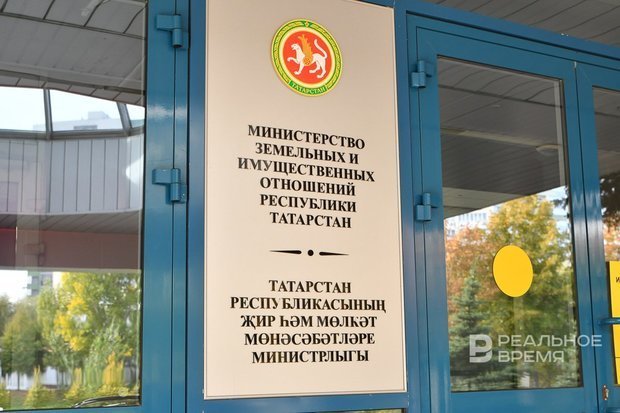 ТАТАРСТАН
МИНИСТЕРСТВО
ЗЕМЕЛЬНЫХ И
ИМУЩЕСТВЕННЫХ
ОТНОШЕНИЙ
РЕСПУБЛИКИ
ТАТАРСТАН
ТАТАРСТАН
РЕСПУБЛИКАСЫНЫҢ
ҖИР ҺӘМ МӨЛКӘТ
МӨНӘСӘБӘТЛӘРЕ
МИНИСТРЛЫГЫ
РЕАЛЬНОЕ
ВРЕМЯ